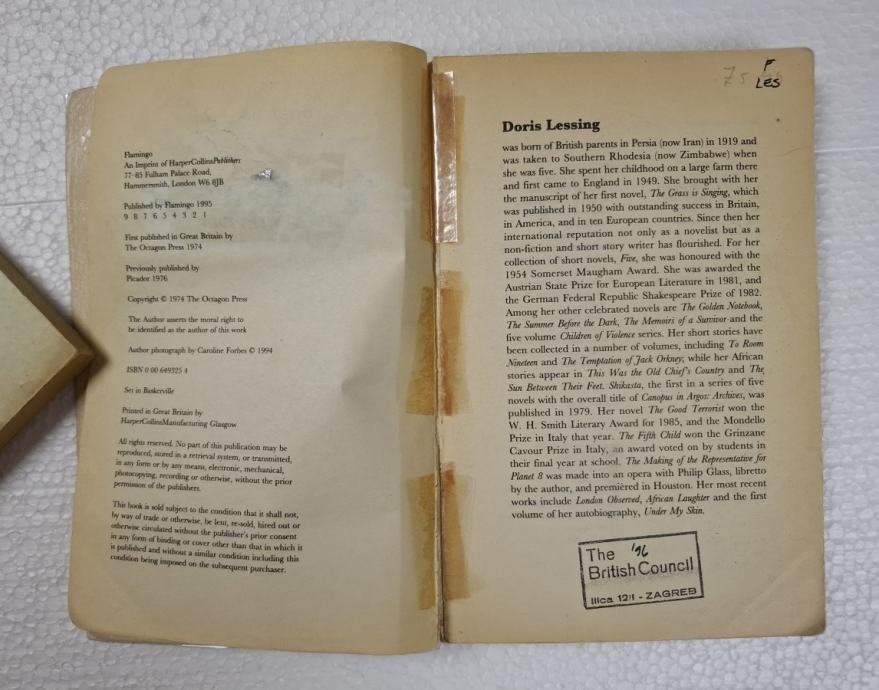 Flamingo
An Imprint of HarperCollinsPublishers
77–85 Fulham Palace Road,
Hammersmith, London W6 8JB
Published by Flamingo 1995
9 8 7 6 5 4 3 2 1
First published in Great Britain by
The Octagon Press 1974
Previously published by
Picador 1976
Copyright © 1974 The Octagon Press
The Author asserts the moral right to
be identified as the author of this work
Author photograph by Caroline Forbes © 1994
ISBN 0 00 649325 4
Set in Baskerville
Printed in Great Britain by
HarperCollinsManufacturing Glasgow
All rights reserved. No part of this publication may be
reproduced, stored in a retrieval system, or transmitted,
in any form or by any means, electronic, mechanical,
photocopying, recording or otherwise, without the prior
permission of the publishers.
This book is sold subject to the condition that it shall not,
by way of trade or otherwise, be lent, re-sold, hired out or
otherwise circulated without the publisher's prior consent
in any form of binding or cover other than that in which it
is published and without a similar condition including this
condition being imposed on the subsequent purchaser.
F
LES
Doris Lessing
was born of British parents in Persia (now Iran) in 1919 and
was taken to Southern Rhodesia (now Zimbabwe) when
she was five. She spent her childhood on a large farm there
and first came to England in 1949. She brought with her
the manuscript of her first novel, The Grass is Singing, which
was published in 1950 with outstanding success in Britain,
in America, and in ten European countries. Since then her
international reputation not only as a novelist but as a
non-fiction and short story writer has flourished. For her
collection of short novels, Five, she was honoured with the
1954 Somerset Maugham Award. She was awarded the
Austrian State Prize for European Literature in 1981, and
the German Federal Republic Shakespeare Prize of 1982.
Among her other celebrated novels are The Golden Notebook,
The Summer Before the Dark, The Memoirs of a Survivor and the
five volume Children of Violence series. Her short stories have
been collected in a number of volumes, including To Room
Nineteen and The Temptation of Jack Orkney; while her African
stories appear in This Was the Old Chief's Country and The
Sun Between Their Feet. Shikasta, the first in a series of five
novels with the overall title of Canopus in Argos: Archives, was
published in 1979. Her novel The Good Terrorist won the
W. H. Smith Literary Award for 1985, and the Mondello
Prize in Italy that year. The Fifth Child won the Grinzane
Cavour Prize in Italy, an award voted on by students in
their final year at school. The Making of the Representative for
Planet 8 was made into an opera with Philip Glass, libretto
by the author, and premièred in Houston. Her most recent
works include London Observed, African Laughter and the first
volume of her autobiography, Under My Skin.
The '96
British Council
Ilica 12/I - ZAGREB